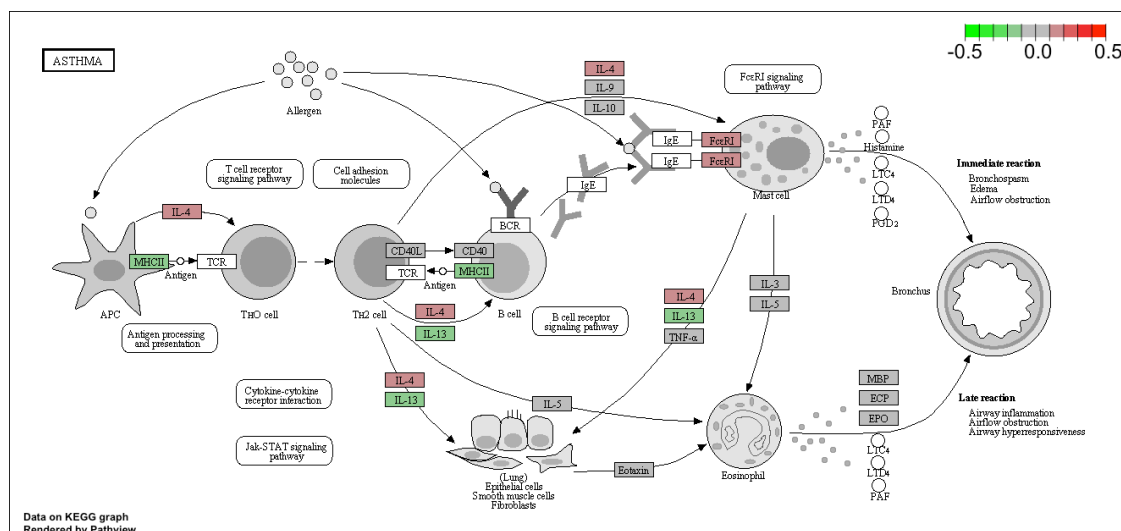 -0.5
0.0
0.5
ASTHMA
Allergen
IL-4
IL-9
IL-10
FcεRI signaling
pathway
T cell receptor
signaling pathway
Cell adhesion
molecules
IgE
FcεRI
IgE
FcεRI
IgE
Mast cell
PAF
Histamine
LTC4
LTD4
PGD2
Immediate reaction
Bronchospasm
Edema
Airflow obstruction
IL-4
MHCII
TCR
Antigen
APC
TH0 cell
CD40L
CD40
TCR
MHCII
Antigen
BCR
TH2 cell
B cell
IL-4
IL-13
B cell receptor
signaling pathway
Antigen processing
and presentation
IL-4
IL-13
TNF-α
IL-3
IL-5
Bronchus
Cytokine-cytokine
receptor interaction
Jak-STAT signaling
pathway
IL-4
IL-13
IL-5
Eotaxin
(Lung)
Epithelial cells
Smooth muscle cells
Fibroblasts
Eosinophil
MBP
ECP
EPO
LTC4
LTD4
PAF
Late reaction
Airway inflammation
Airflow obstruction
Airway hyperresponsiveness
Data on KEGG graph
Rendered by Pathview